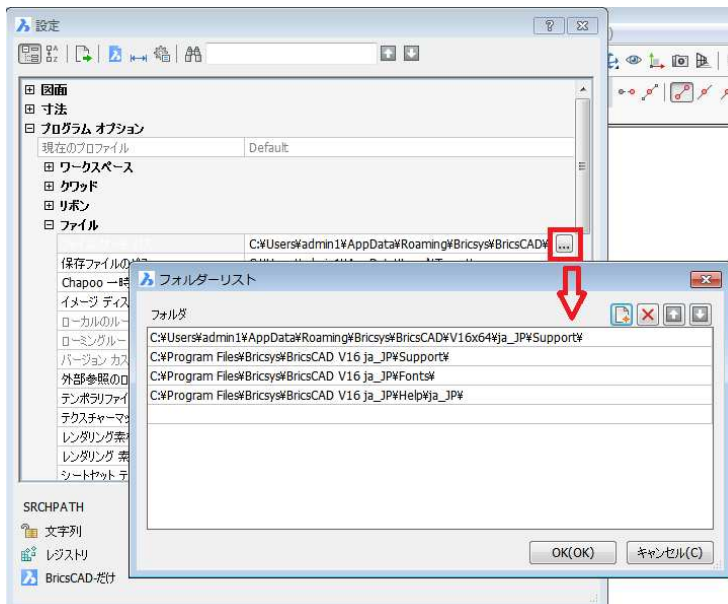 設定
図面
寸法
プログラム オプション
現在のプロファイル Default
ワークスペース
クワッド
リボン
ファイル
C:¥Users¥admin1¥AppData¥Roaming¥Bricsys¥BricsCAD¥ ...
保存ファイルの
Chapoo 一時
イメージ ディス
ローカルのルー
ローミングルー
バージョン カス
外部参照のロ
テンポラリファイ
テクスチャーマッ
レンダリング素材
レンダリング 素
シートセット テ
SRCHPATH
文字列
レジストリ
BricsCAD-だけ
フォルダーリスト
フォルダ
C:¥Users¥admin1¥AppData¥Roaming¥Bricsys¥BricsCAD¥V16x64¥ja_JP¥Support¥
C:¥Program Files¥Bricsys¥BricsCAD V16 ja_JP¥Support¥
C:¥Program Files¥Bricsys¥BricsCAD V16 ja_JP¥Fonts¥
C:¥Program Files¥Bricsys¥BricsCAD V16 ja_JP¥Help¥ja_JP¥
OK(OK) キャンセル(C)